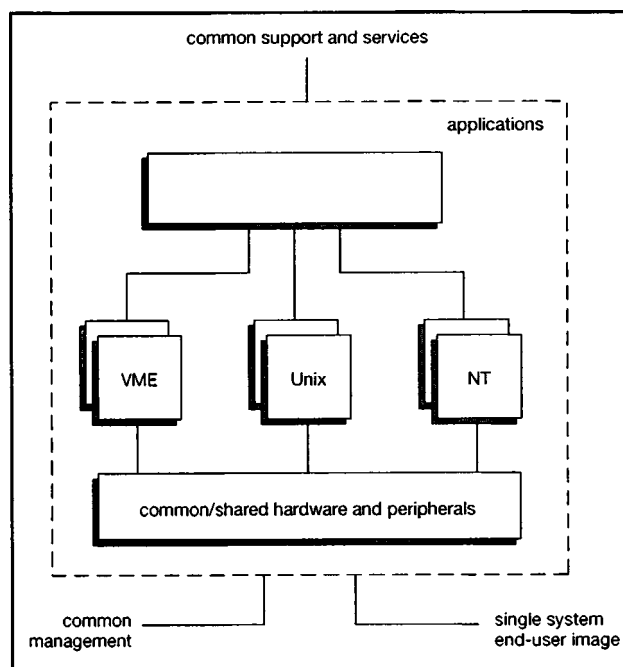 common support and services
applications
VME
Unix
NT
common/shared hardware and peripherals
common
management
single system
end-user image